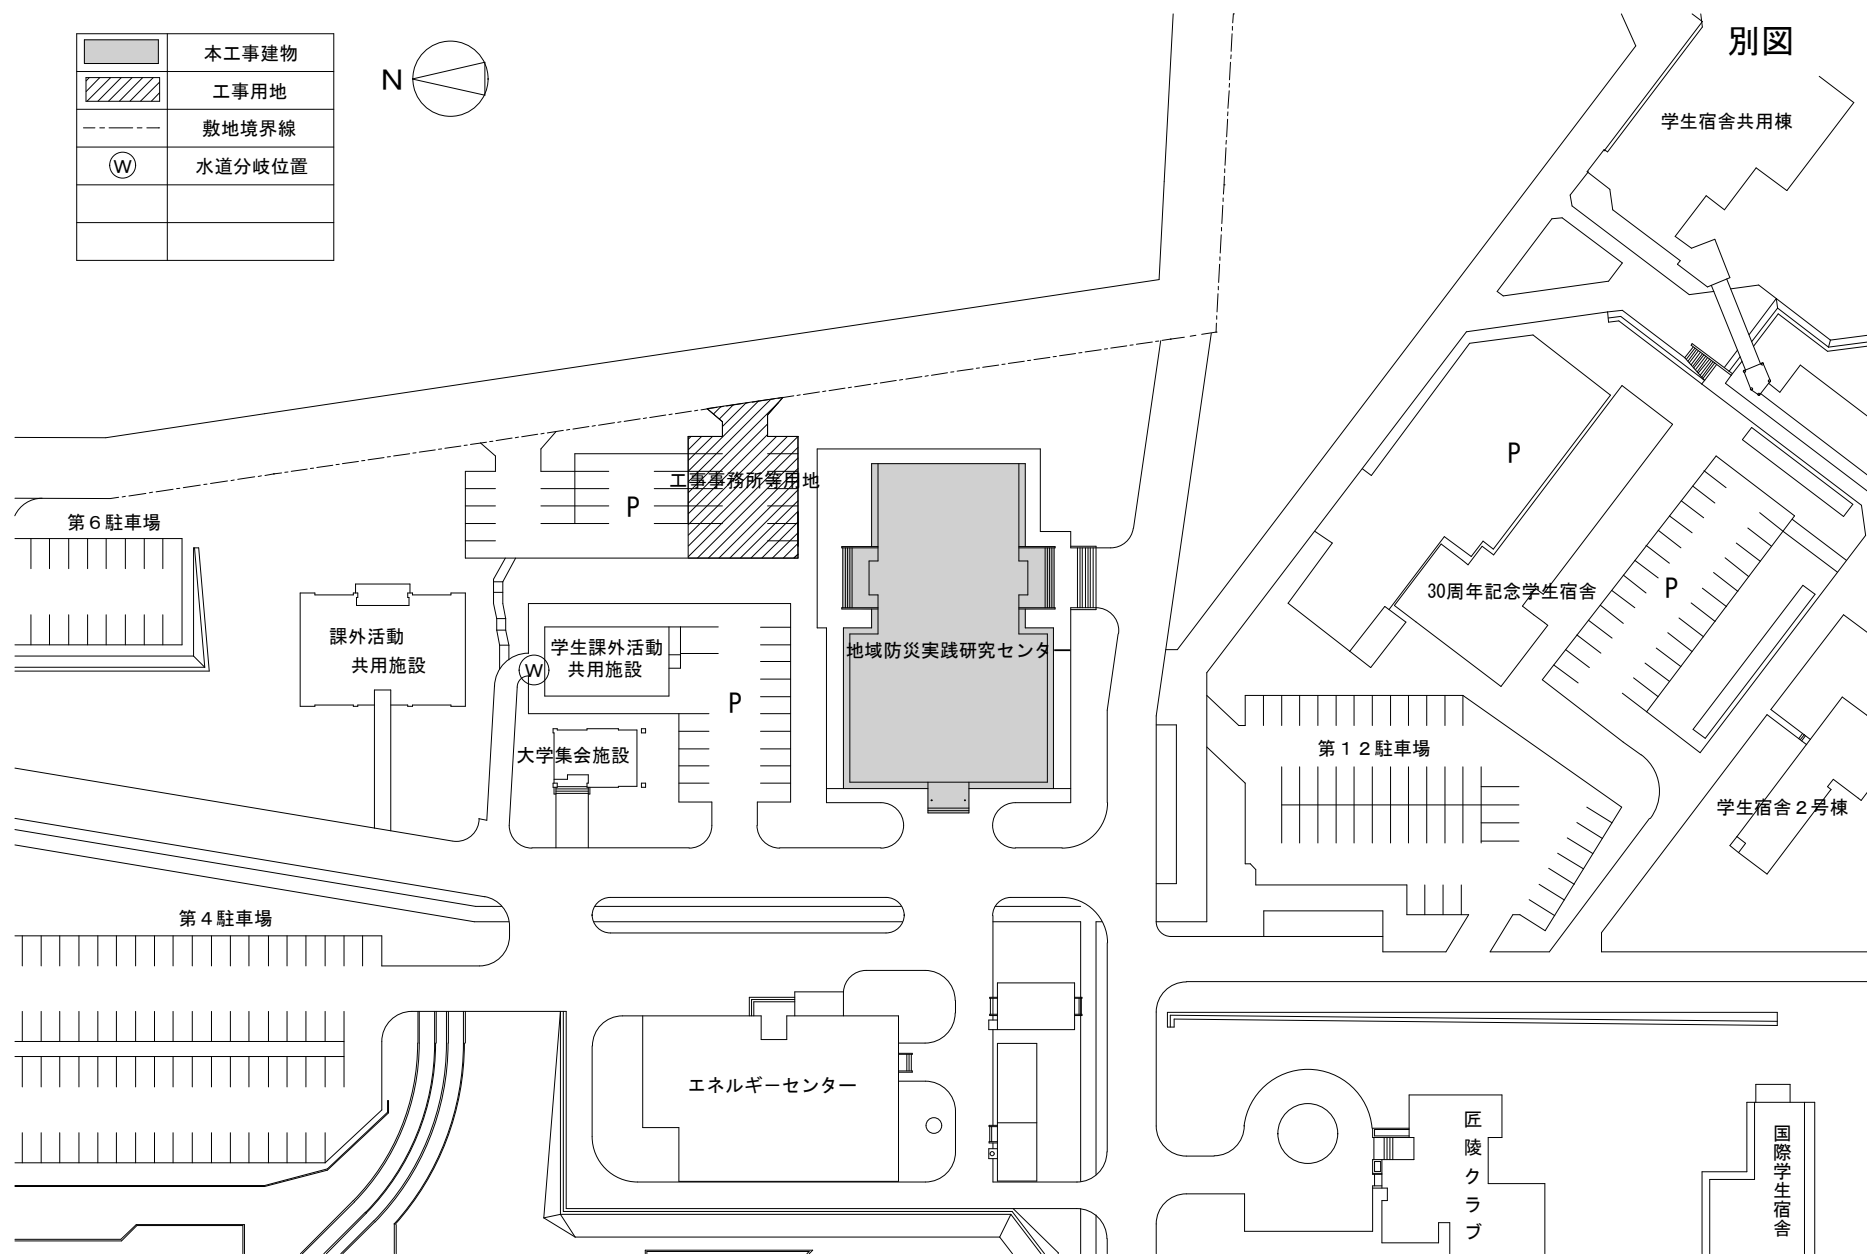 別図
本工事建物
工事用地
敷地境界線
W
水道分岐位置
N
学生宿舎共用棟
P
工事事務所等用地
P
第6駐車場
30周年記念学生宿舎
P
課外活動
共用施設
学生課外活動
共用施設
W
地域防災実践研究センタ
P
大学集会施設
第12駐車場
学生宿舎2号棟
第4駐車場
エネルギーセンター
匠陵クラブ
国際学生宿舎